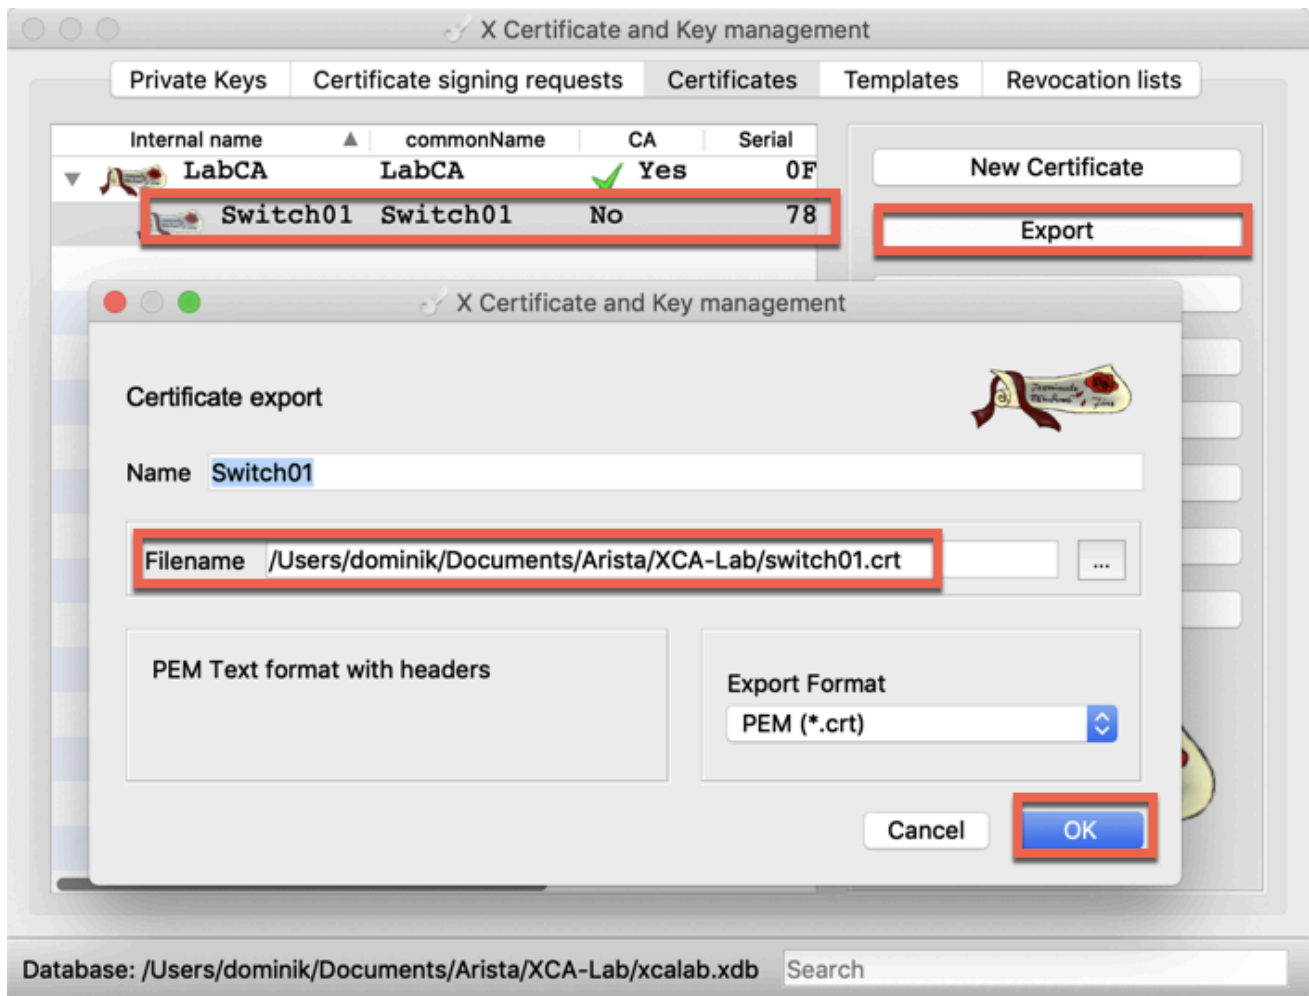 X Certificate and Key management
Private Keys Certificate signing requests Certificates Templates Revocation lists
Internal name commonName CA Serial
LabCA LabCA Yes 0F
Switch01 Switch01 No 78
New Certificate
Export
X Certificate and Key management
Certificate export
Name Switch01
Filename /Users/dominik/Documents/Arista/XCA-Lab/switch01.crt ...
PEM Text format with headers
Export Format
PEM (*.crt)
Cancel OK
Database: /Users/dominik/Documents/Arista/XCA-Lab/xcalab.xdb Search